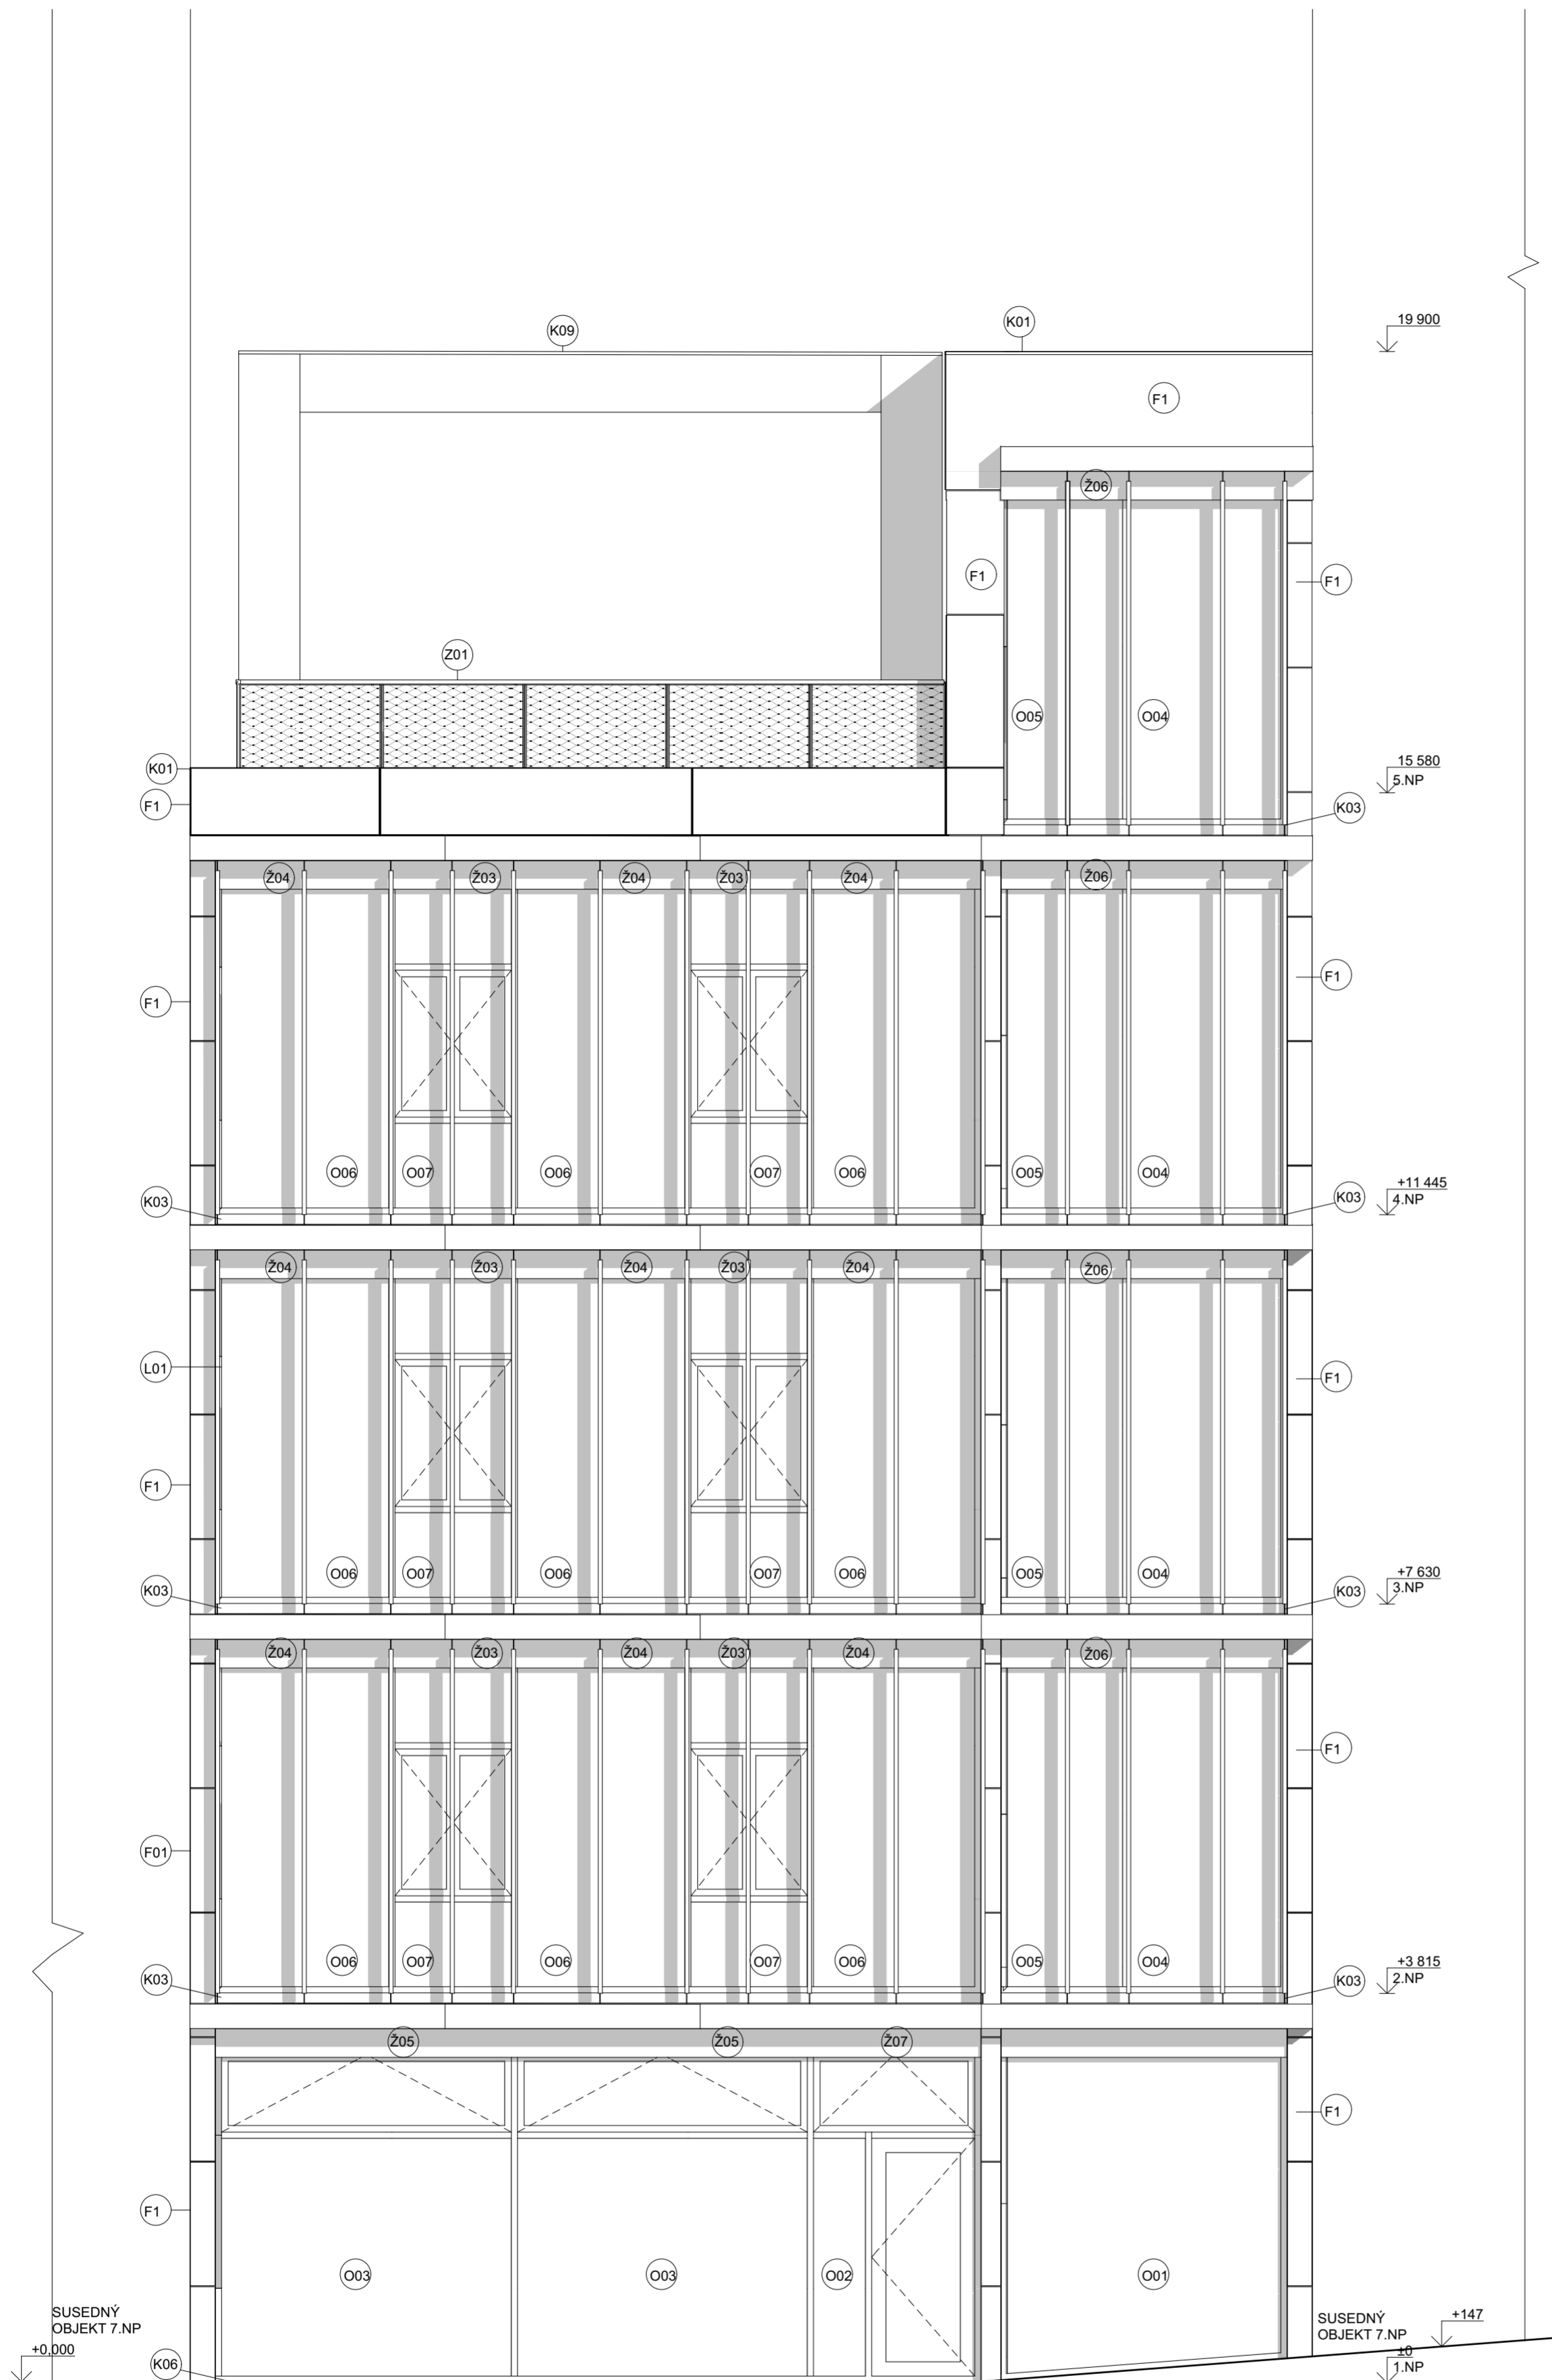 K09
K01
19 900
F1
Ž06
F1
F1
Z01
O05
O04
K01
15 580
5.NP
F1
K03
Ž04
Ž03
Ž04
Ž03
Ž04
Ž06
F1
F1
O06
O07
O06
O07
O06
O05
O04
K03
K03
+11 445
4.NP
Ž04
Ž03
Ž04
Ž03
Ž04
Ž06
L01
F1
F1
O06
O07
O06
O07
O06
O05
O04
K03
K03
+7 630
3.NP
Ž04
Ž03
Ž04
Ž03
Ž04
Ž06
F1
F01
O06
O07
O06
O07
O06
O05
O04
K03
K03
+3 815
2.NP
Ž05
Ž05
Ž07
F1
F1
O03
O03
O02
O01
SUSEDNÝ
OBJEKT 7.NP
+0,000
K06
SUSEDNÝ
OBJEKT 7.NP
+147
±0
1.NP